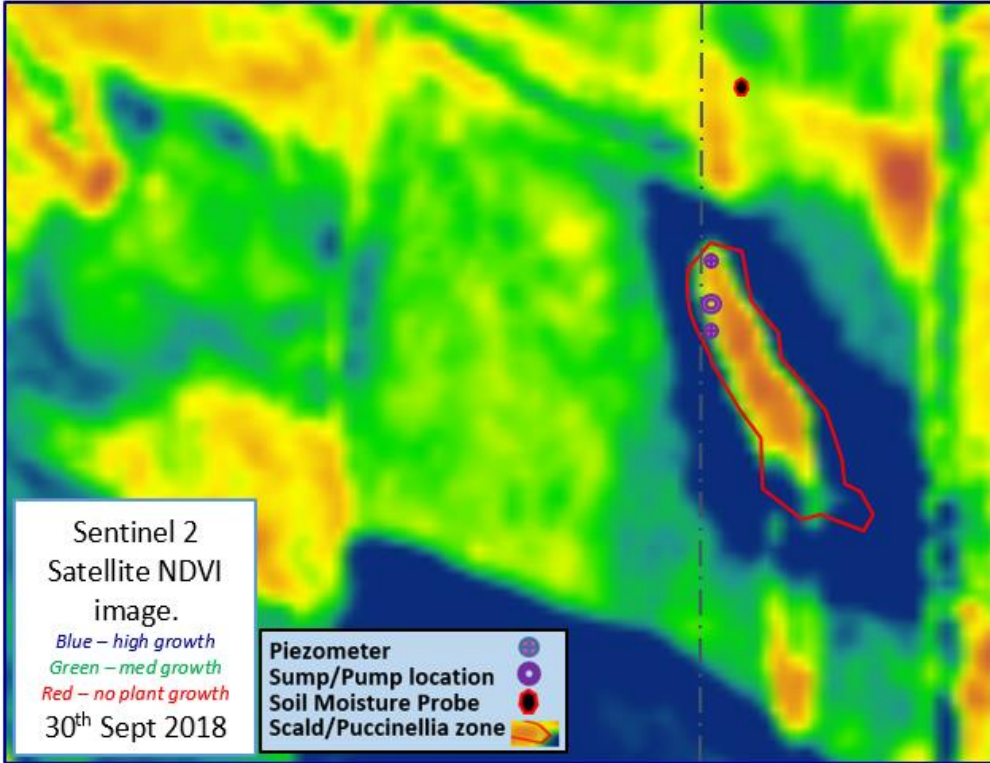 Sentinel 2
Satellite NDVI
image.
Blue – high growth
Green – med growth
Red – no plant growth
30th Sept 2018
Piezometer
Sump/Pump location
Soil Moisture Probe
Scald/Puccinellia zone